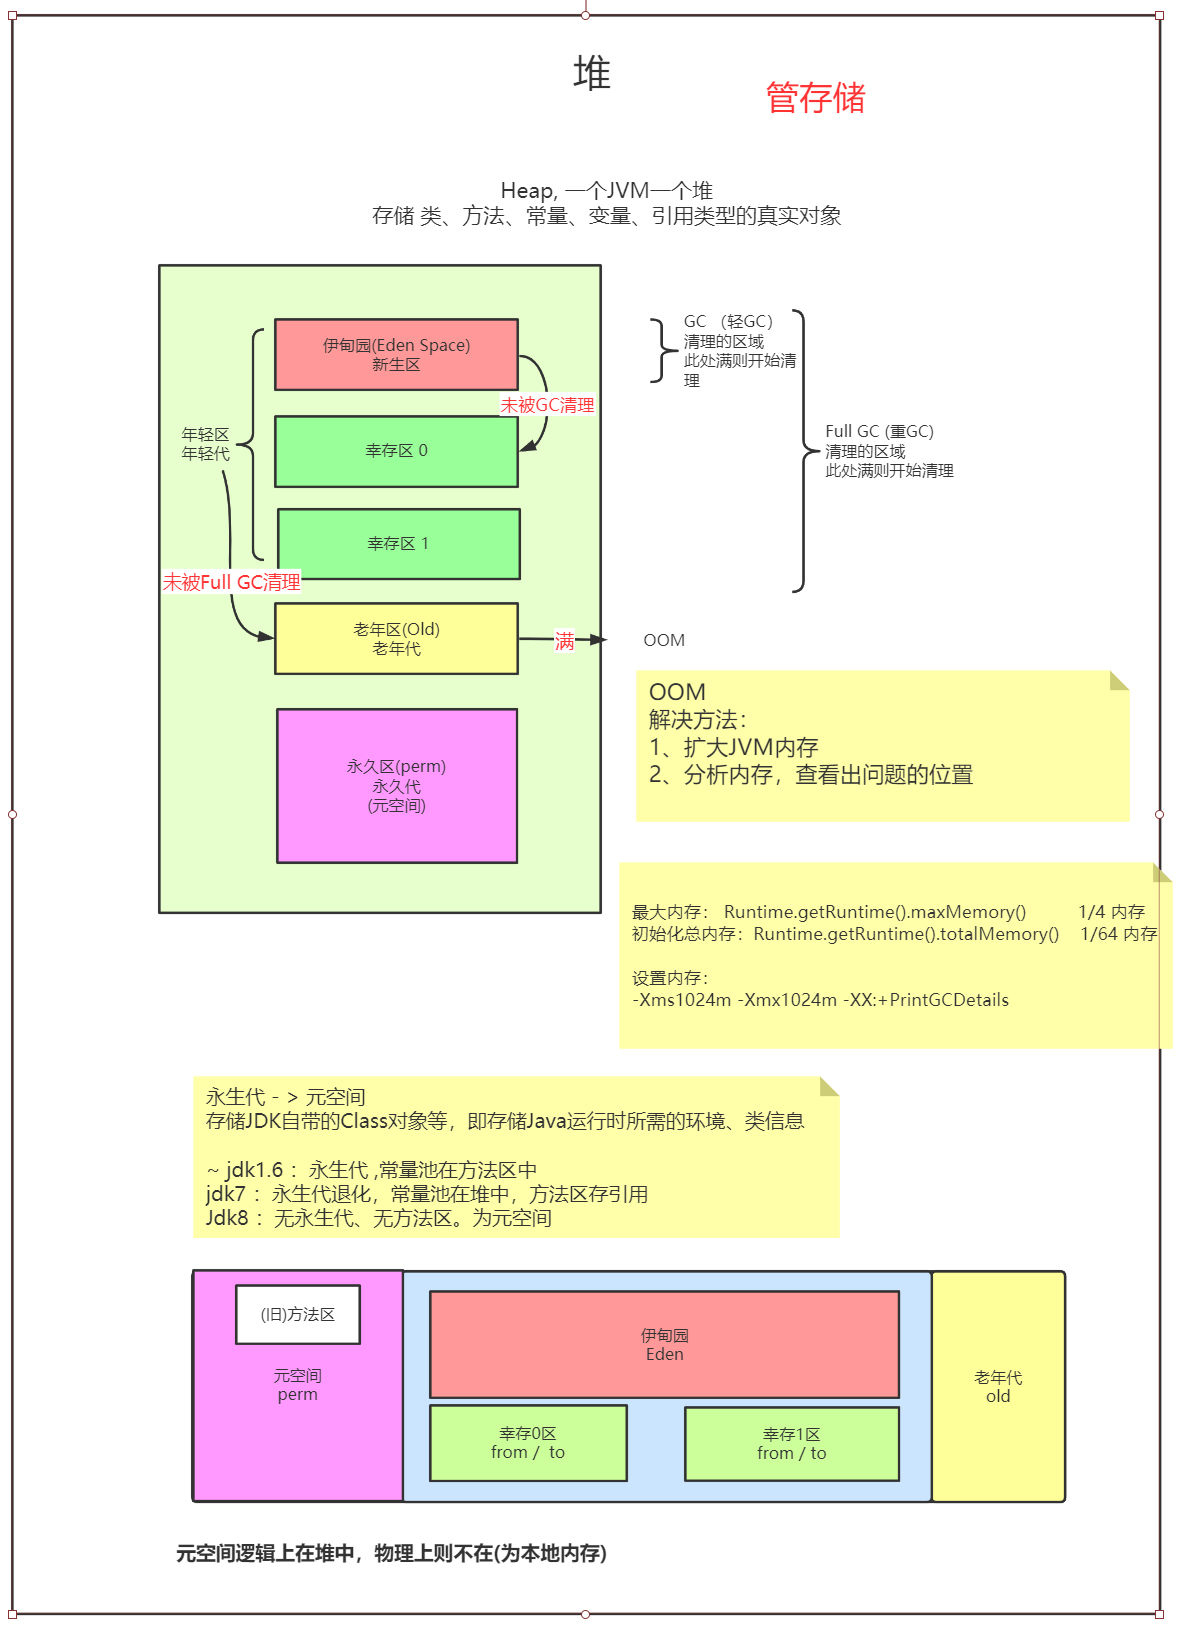 堆
管存储
Heap, 一个JVM一个堆
存储 类、方法、常量、变量、引用类型的真实对象
伊甸园(Eden Space)
新生区
未被GC清理
年轻区
年轻代
幸存区 0
幸存区 1
未被Full GC清理
老年区(Old)
老年代
满
OOM
永久区(perm)
永久代
(元空间)
GC （轻GC）
清理的区域
此处满则开始清
理
Full GC (重GC)
清理的区域
此处满则开始清理
OOM
解决方法：
1、扩大JVM内存
2、分析内存，查看出问题的位置
最大内存： Runtime.getRuntime().maxMemory() 1/4 内存
初始化总内存：Runtime.getRuntime().totalMemory() 1/64 内存
设置内存：
-Xms1024m -Xmx1024m -XX:+PrintGCDetails
永生代 - > 元空间
存储JDK自带的Class对象等，即存储Java运行时所需的环境、类信息
~ jdk1.6 ：永生代 ,常量池在方法区中
jdk7 ：永生代退化，常量池在堆中，方法区存引用
Jdk8 ：无永生代、无方法区。为元空间
(旧)方法区
元空间
perm
伊甸园
Eden
幸存0区
from / to
幸存1区
from / to
老年代
old
元空间逻辑上在堆中，物理上则不在(为本地内存)